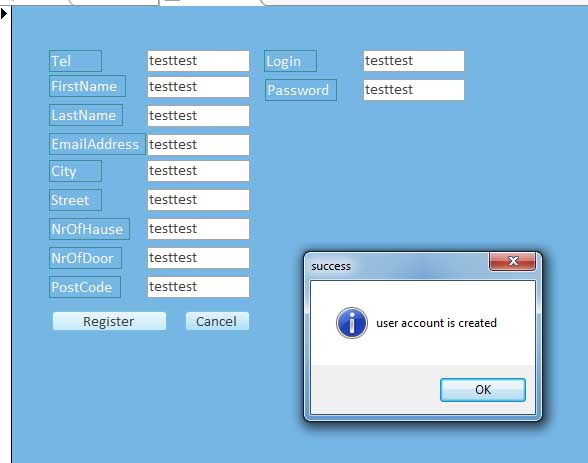 Tel testtest Login testtest
FirstName testtest Password testtest
LastName testtest
EmailAddress testtest
City testtest
Street testtest
NrOfHause testtest
NrOfDoor testtest
PostCode testtest
Register Cancel
success
user account is created
OK